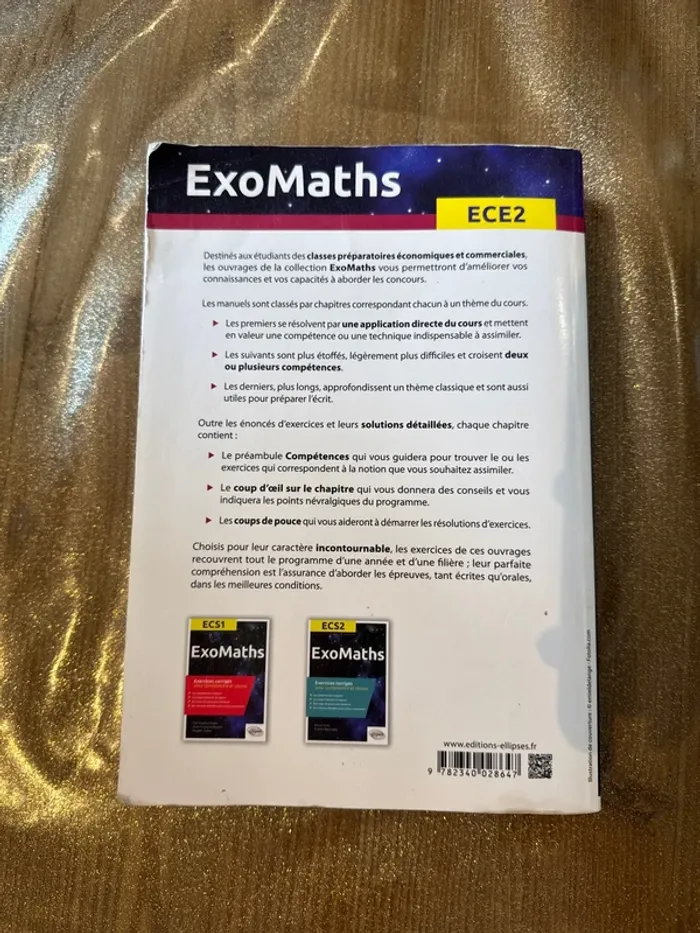 ExoMaths
ECE2
Destinés aux étudiants des classes préparatoires économiques et commerciales,
les ouvrages de la collection ExoMaths vous permettront d'améliorer vos
connaissances et vos capacités à aborder les concours.
Les manuels sont classés par chapitres correspondant chacun à un thème du cours.
► Les premiers se résolvent par une application directe du cours et mettent
en valeur une compétence ou une technique indispensable à assimiler.
► Les suivants sont plus étoffés, légèrement plus difficiles et croisent deux
ou plusieurs compétences.
► Les derniers, plus longs, approfondissent un thème classique et sont aussi
utiles pour préparer l'écrit.
Outre les énoncés d'exercices et leurs solutions détaillées, chaque chapitre
contient :
► Le préambule Compétences qui vous guidera pour trouver le ou les
exercices qui correspondent à la notion que vous souhaitez assimiler.
► Le coup d'œil sur le chapitre qui vous donnera des conseils et vous
indiquera les points névralgiques du programme.
► Les coups de pouce qui vous aideront à démarrer les résolutions d'exercices.
Choisis pour leur caractère incontournable, les exercices de ces ouvrages
recouvrent tout le programme d'une année et d'une filière ; leur parfaite
compréhension est l'assurance d'aborder les épreuves, tant écrites qu'orales,
dans les meilleures conditions.
ECS1
ExoMaths
Exercices corrigés
ECS2
ExoMaths
Exercices corrigés
www.editions-ellipses.fr
9 782340 028647
Illustration de couverture : © Fotolia.com